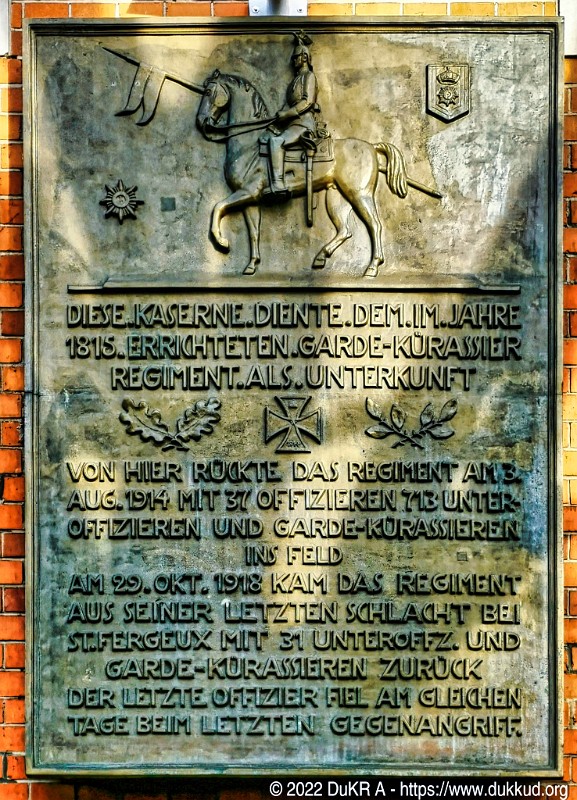 DIESE.KASERNE.DIENTE.DEM.IM.JAHRE
1815.ERRICHTETEN.GARDE-KÜRASSIER
REGIMENT.ALS.UNTERKUNFT
VON HIER RÜCKTE DAS REGIMENT AM 3.
AUG. 1914 MIT 37 OFFIZIEREN 713 UNTER-
OFFIZIEREN UND GARDE-KÜRASSIEREN
INS FELD
AM 29. OKT. 1918 KAM DAS REGIMENT
AUS SEINER LETZTEN SCHLACHT BEI
ST. FERGEUX MIT 31 UNTEROFFZ. UND
GARDE-KÜRASSIEREN ZURÜCK
DER LETZTE OFFIZIER FIEL AM GLEICHEN
TAGE BEIM LETZTEN GEGENANGRIFF.
© 2022 DuKR A - https://www.dukkud.org